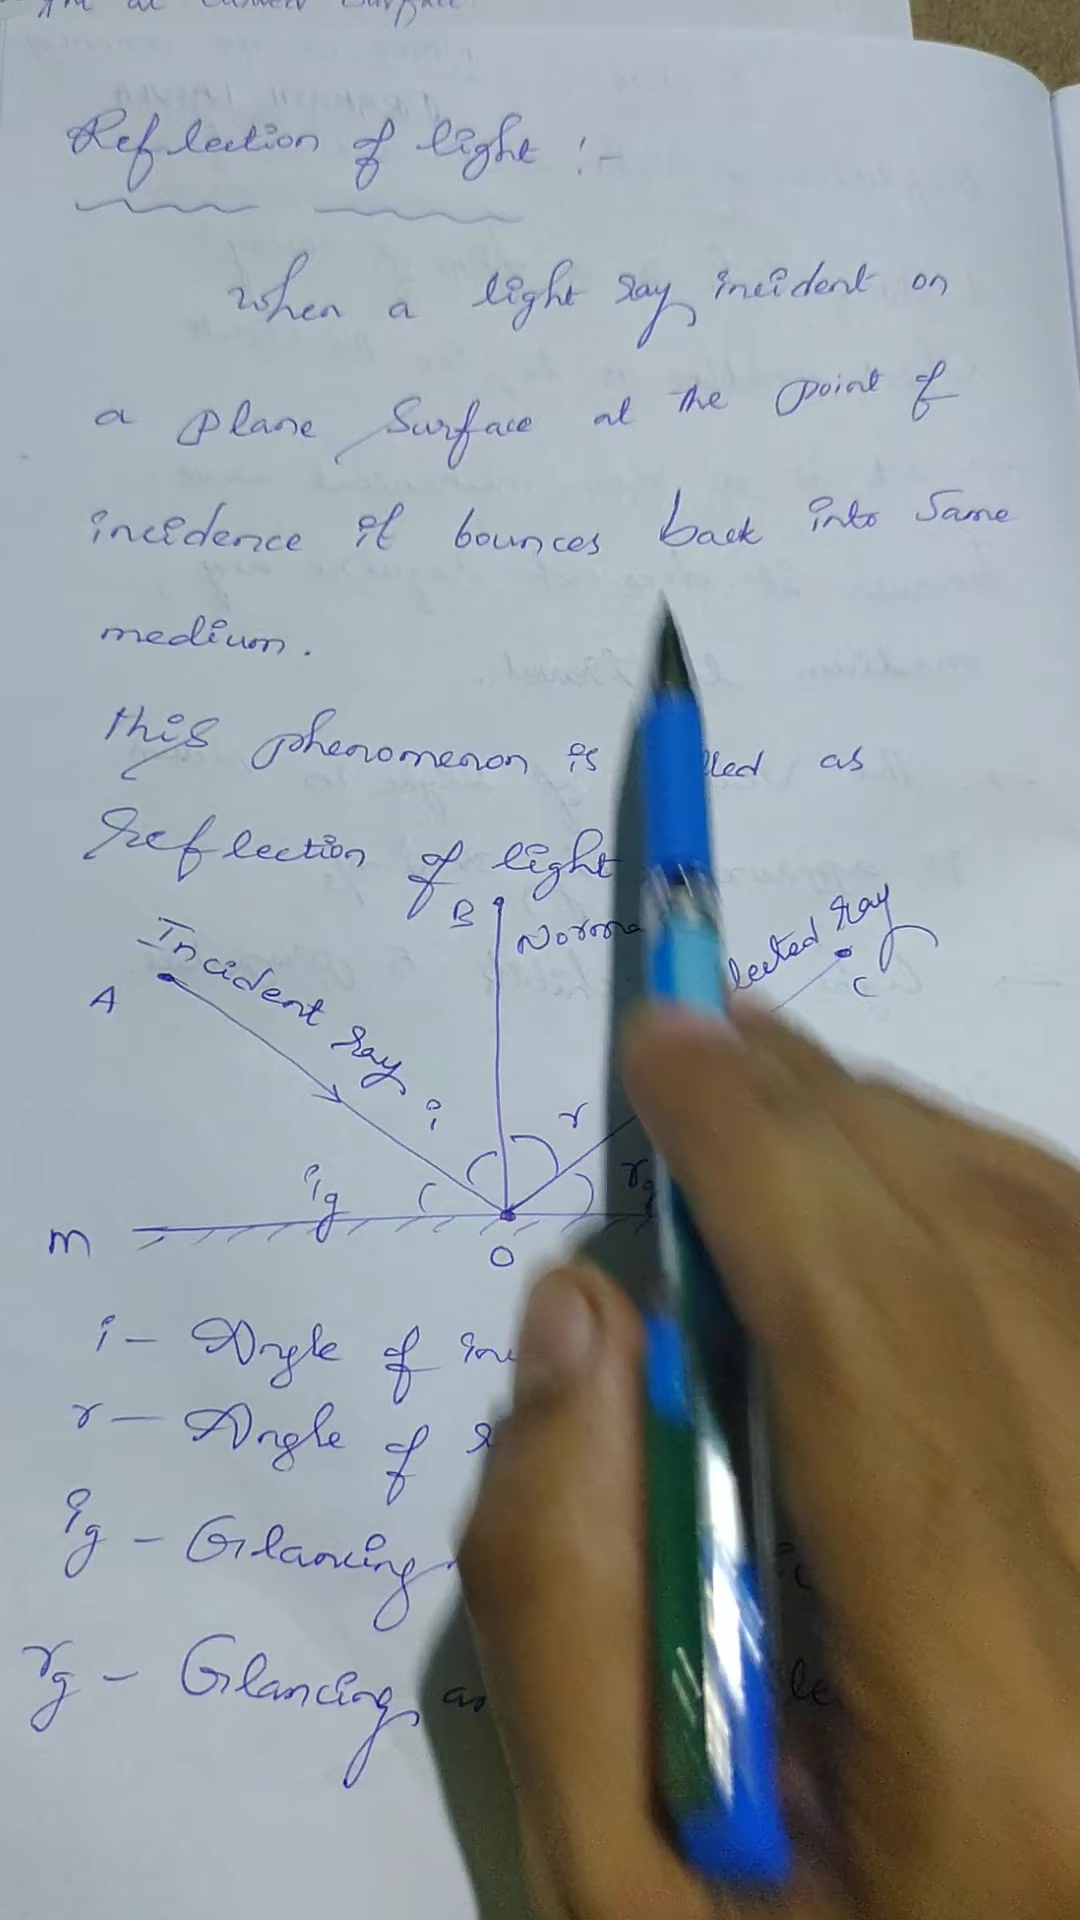 Reflection of light :-
when a light ray incident on
a plane Surface at the point of
incidence it bounces back into same
medium.
this phenomenon is as
Reflection of light
B
Incident ray
ray
A
C
i
r
ig
M
O
i - Angle of
r - Angle of
ig - Glancing
rg - Glancing